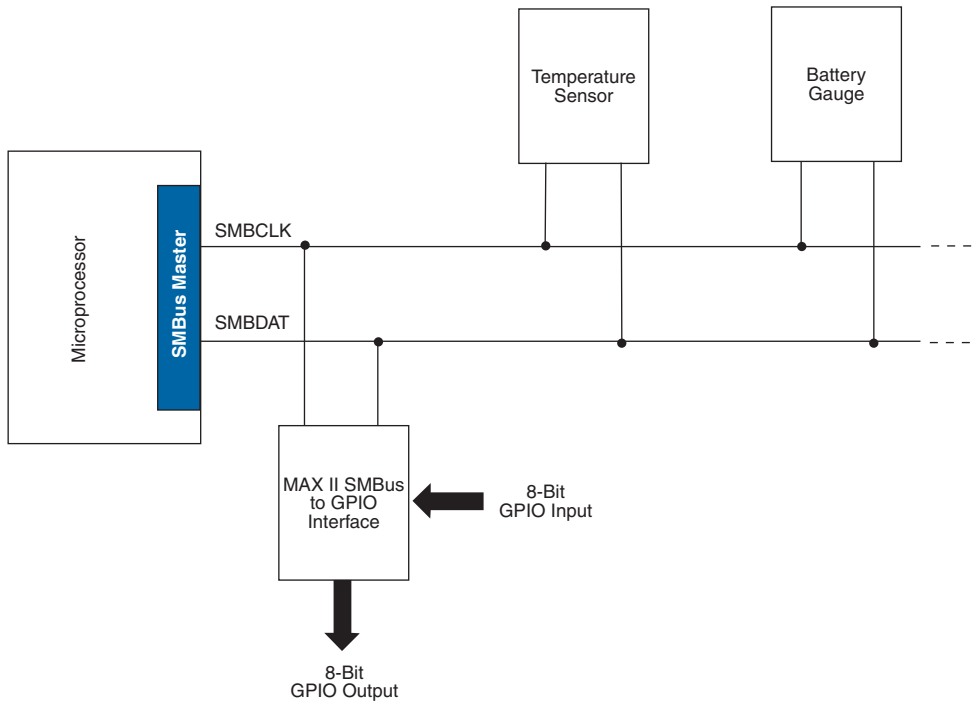 Temperature
Sensor
Battery
Gauge
Microprocessor
SMBus Master
SMBCLK
SMBDAT
MAX II SMBus
to GPIO
Interface
8-Bit
GPIO Input
8-Bit
GPIO Output